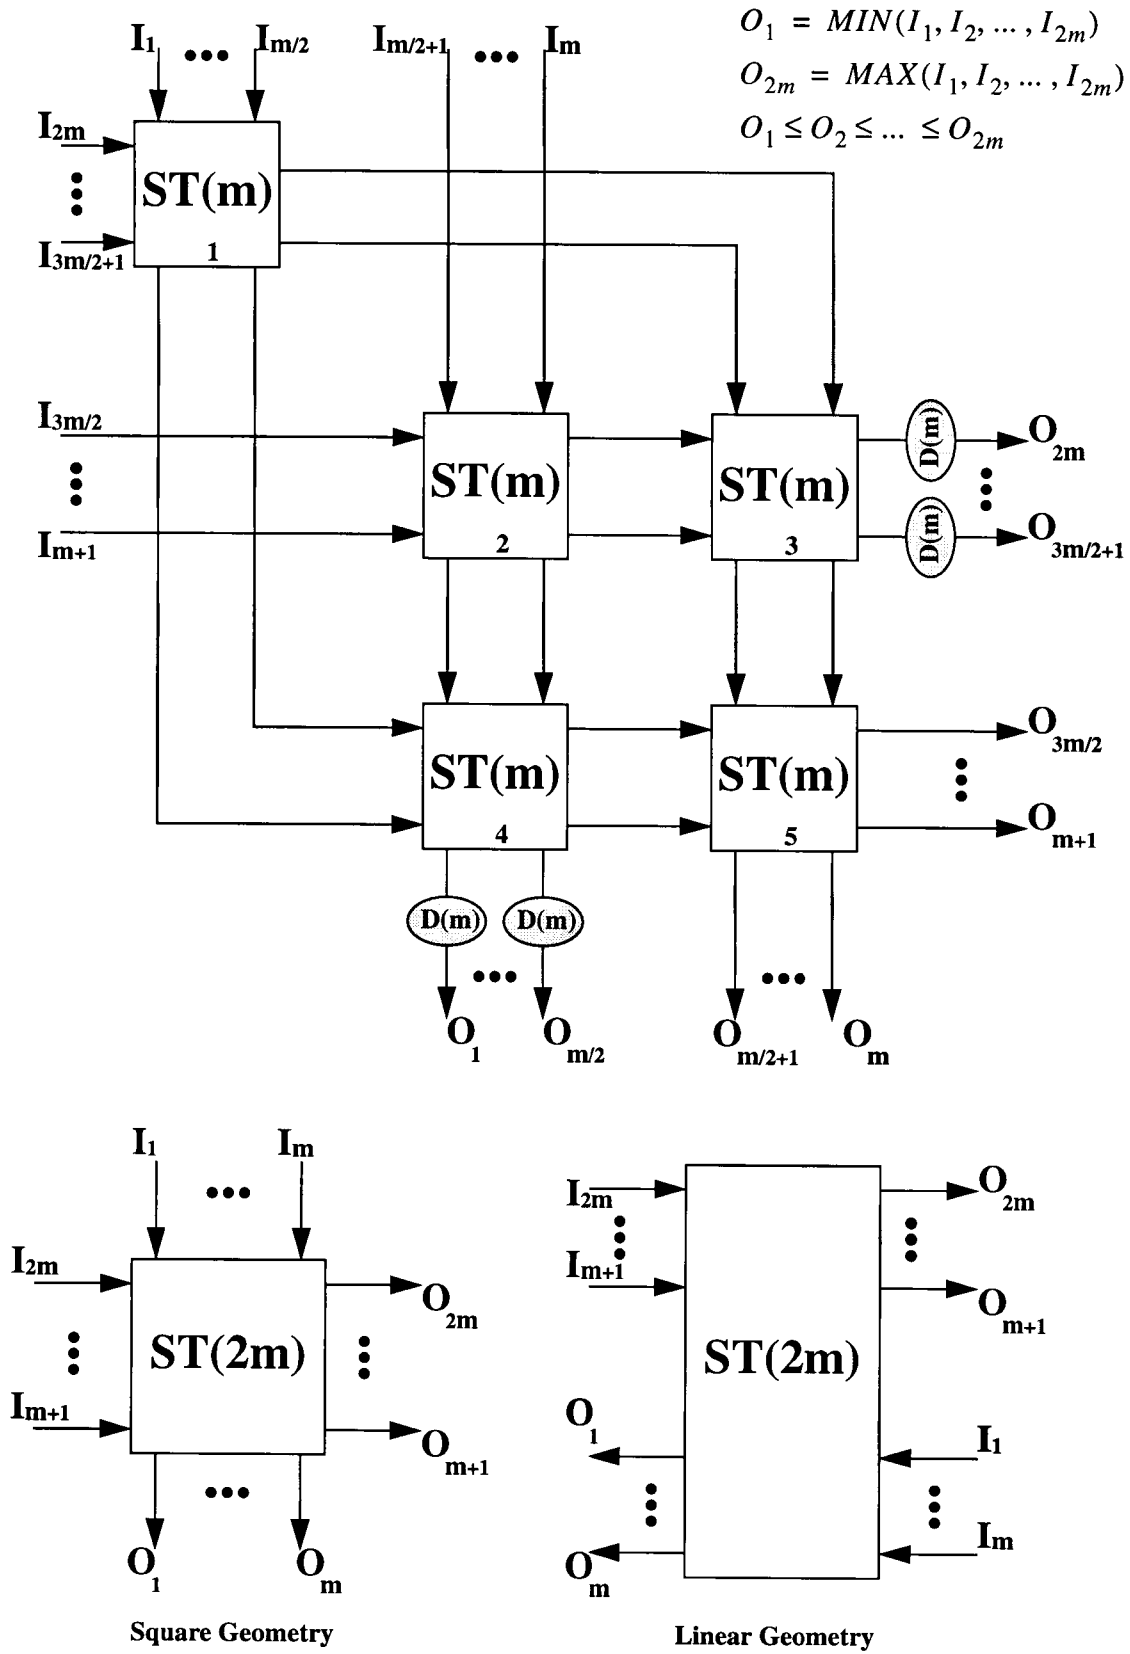 I1 ••• Im/2 Im/2+1 ••• Im
O1 = MIN(I1, I2, ... , I2m)
O2m = MAX(I1, I2, ... , I2m)
O1 ≤ O2 ≤ ... ≤ O2m
I2m
ST(m)
1
I3m/2+1
I3m/2
Im+1
ST(m)
2
ST(m)
3
D(m)
O2m
D(m)
O3m/2+1
ST(m)
4
ST(m)
5
O3m/2
Om+1
D(m) D(m)
O1 ••• Om/2 Om/2+1 ••• Om
I1 ••• Im
I2m
Im+1
ST(2m)
O2m
Om+1
O1 ••• Om
Square Geometry
I2m
Im+1
ST(2m)
O2m
Om+1
O1
Om
I1
Im
Linear Geometry